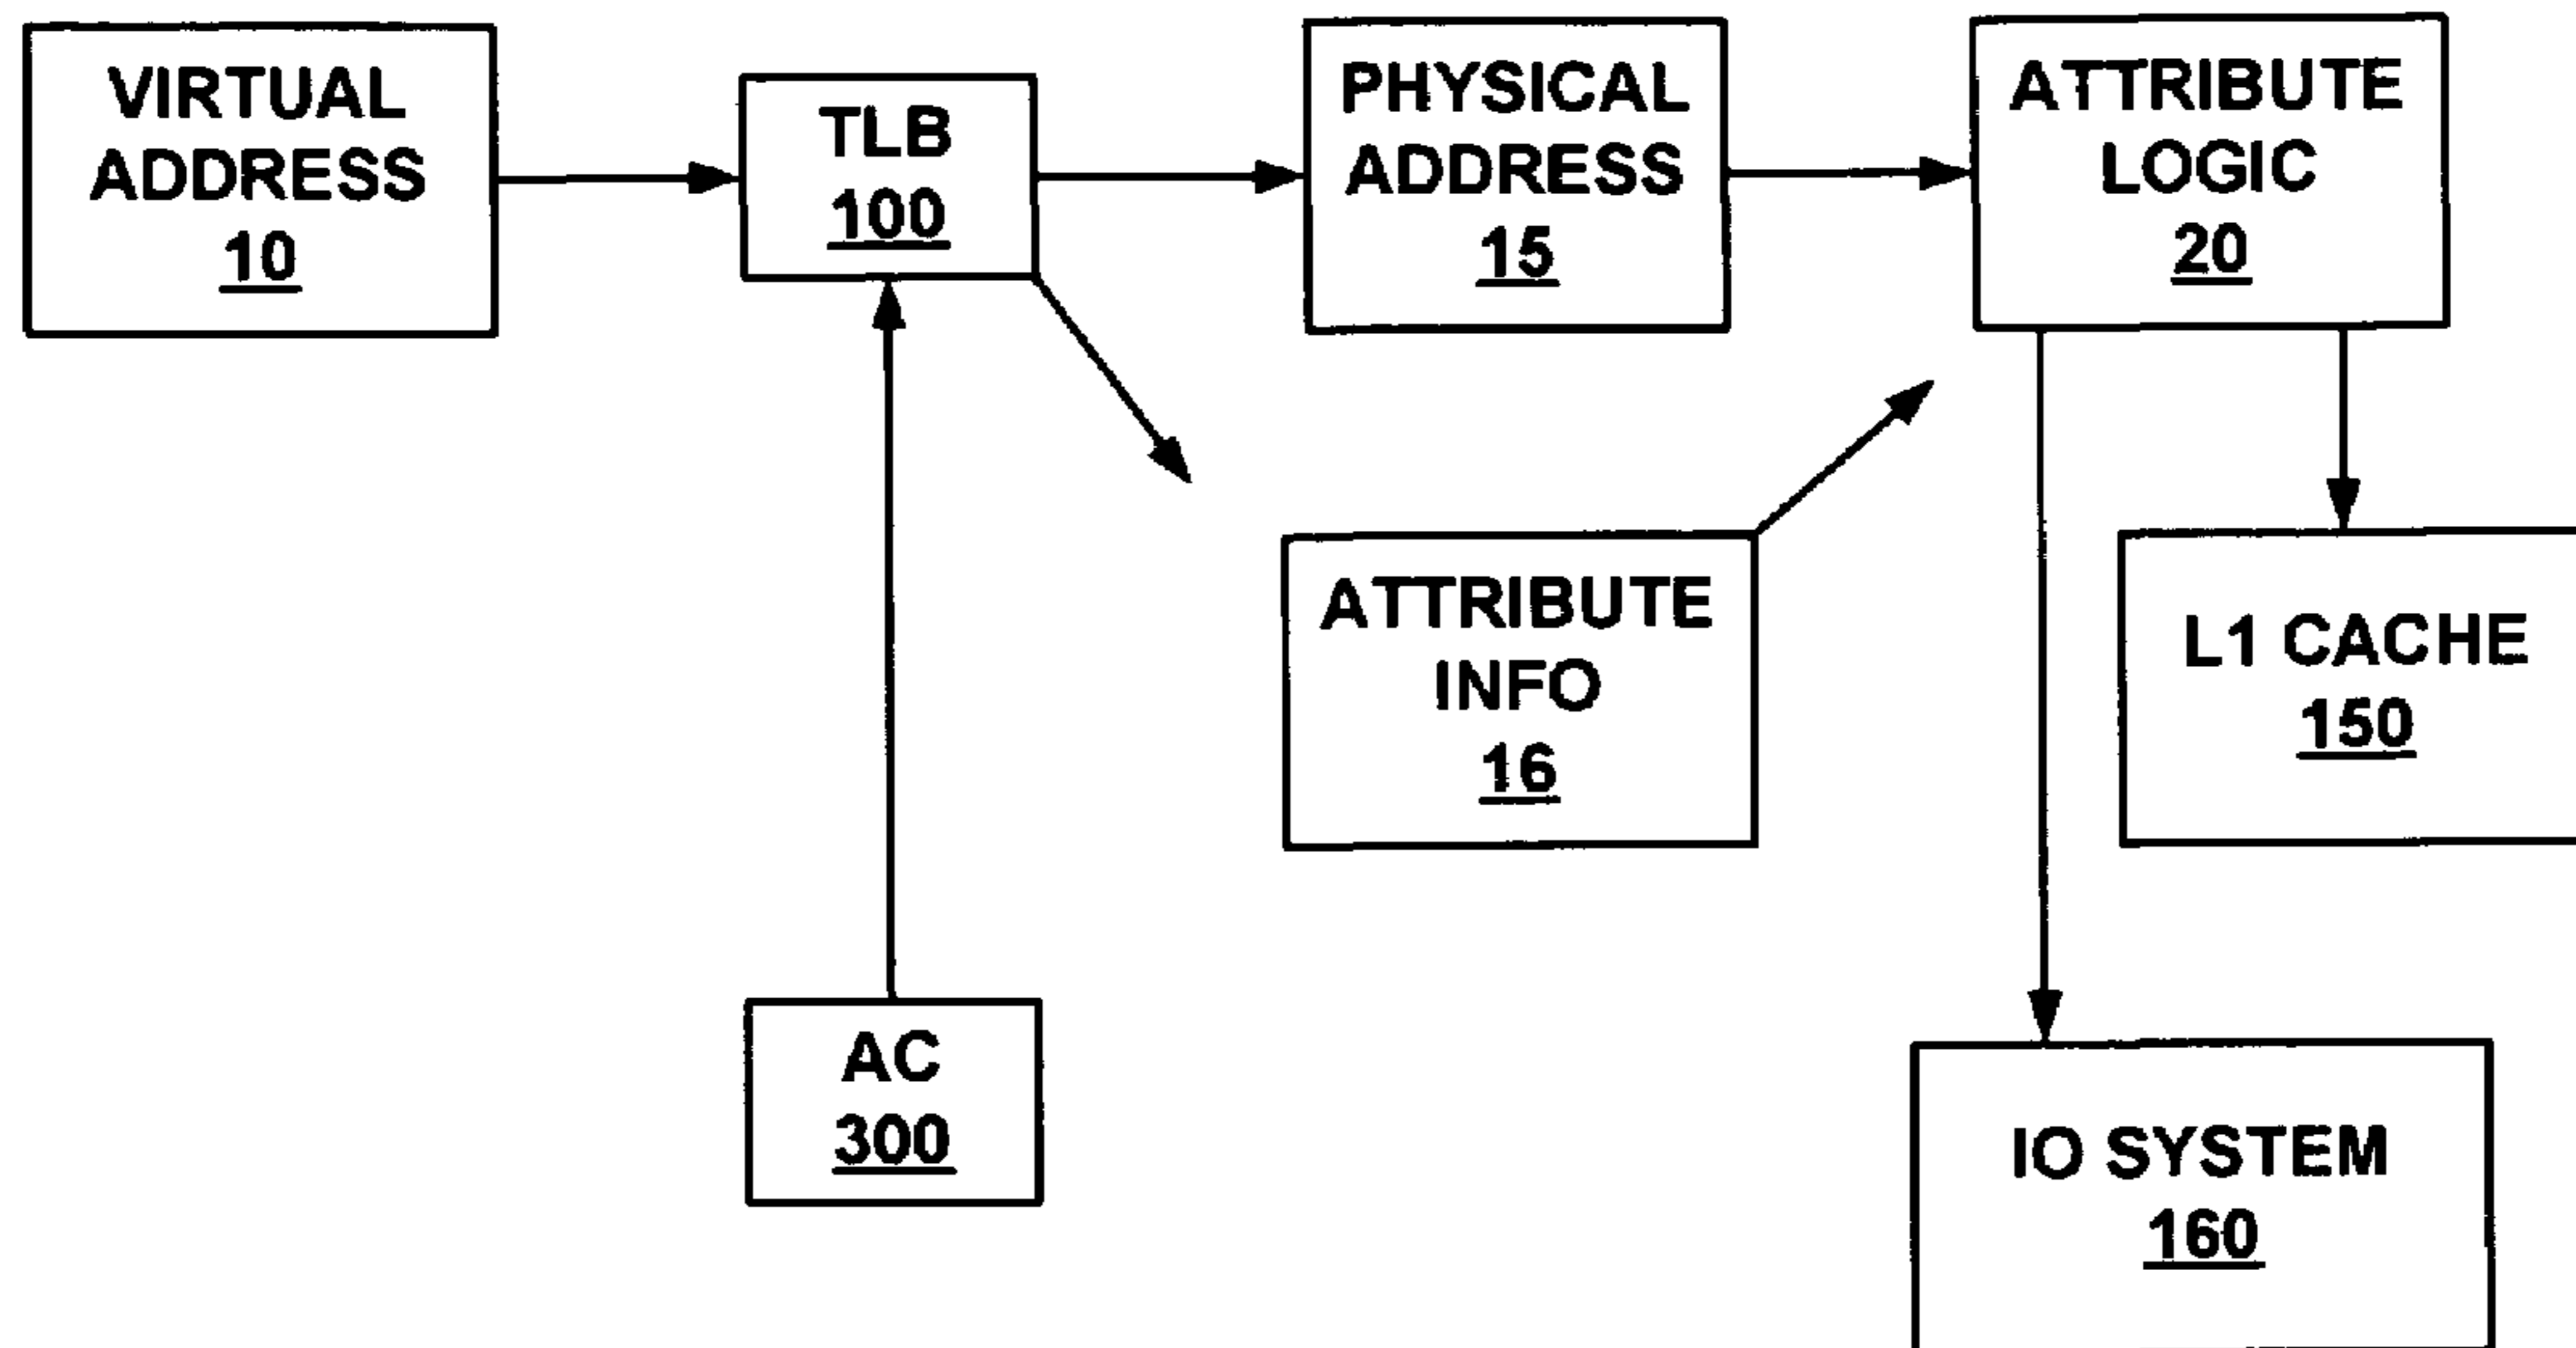 VIRTUAL
ADDRESS
10
TLB
100
PHYSICAL
ADDRESS
15
ATTRIBUTE
LOGIC
20
ATTRIBUTE
INFO
16
L1 CACHE
150
AC
300
IO SYSTEM
160